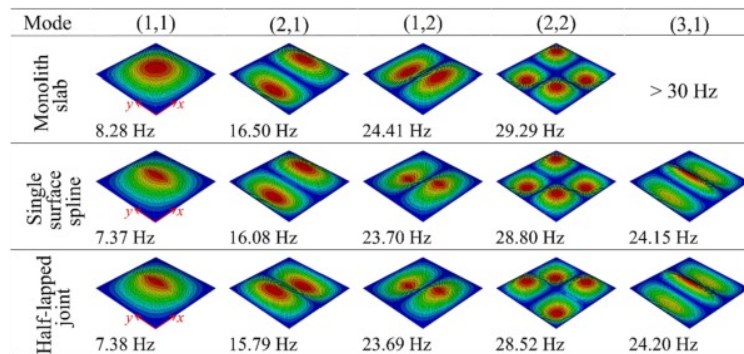 Mode (1,1) (2,1) (1,2) (2,2) (3,1)
Monolith
slab
y x
8.28 Hz 16.50 Hz 24.41 Hz 29.29 Hz > 30 Hz
Single
surface
spline
y x
7.37 Hz 16.08 Hz 23.70 Hz 28.80 Hz 24.15 Hz
Half-lapped
joint
y x
7.38 Hz 15.79 Hz 23.69 Hz 28.52 Hz 24.20 Hz